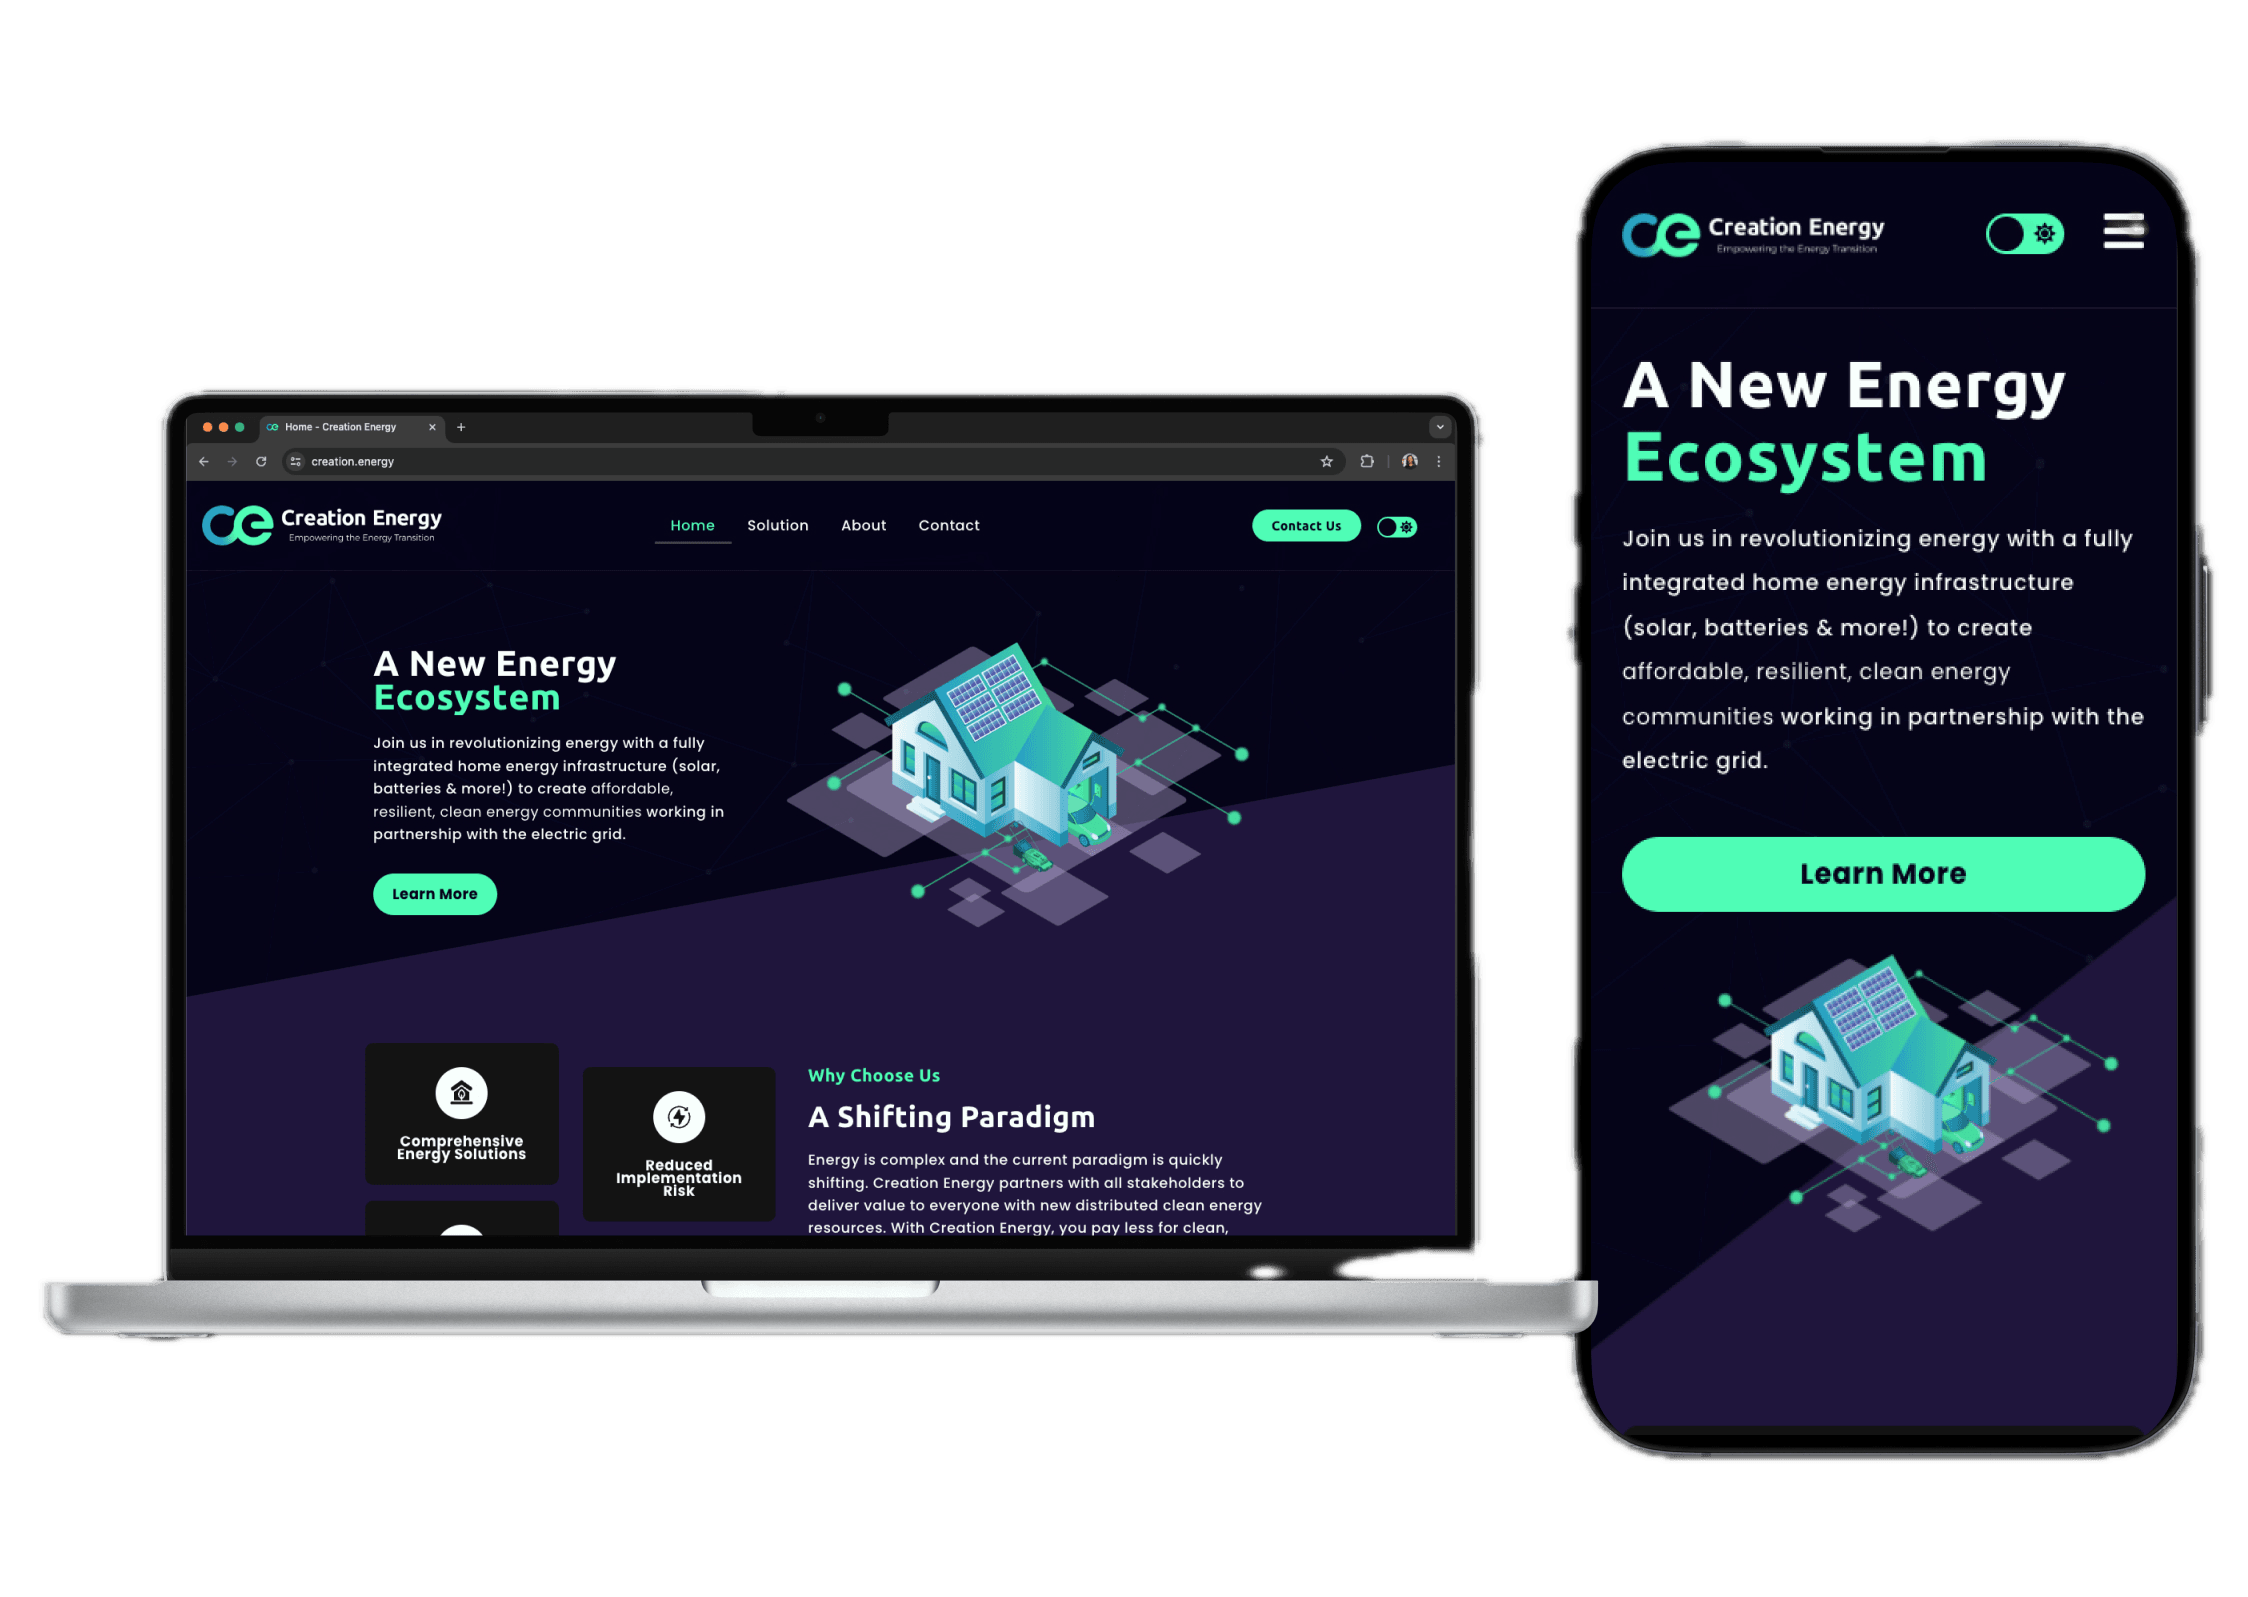 Home - Creation Energy
creation.energy
ce Creation Energy
Empowering the Energy Transition
Home
Solution
About
Contact
Contact Us
A New Energy
Ecosystem
Join us in revolutionizing energy with a fully
integrated home energy infrastructure (solar,
batteries & more!) to create affordable,
resilient, clean energy communities working in
partnership with the electric grid.
Learn More
Comprehensive
Energy Solutions
Reduced
Implementation
Risk
Why Choose Us
A Shifting Paradigm
Energy is complex and the current paradigm is quickly
shifting. Creation Energy partners with all stakeholders to
deliver value to everyone with new distributed clean energy
resources. With Creation Energy, you pay less for clean,
ce Creation Energy
Empowering the Energy Transition
A New Energy
Ecosystem
Join us in revolutionizing energy with a fully
integrated home energy infrastructure
(solar, batteries & more!) to create
affordable, resilient, clean energy
communities working in partnership with the
electric grid.
Learn More